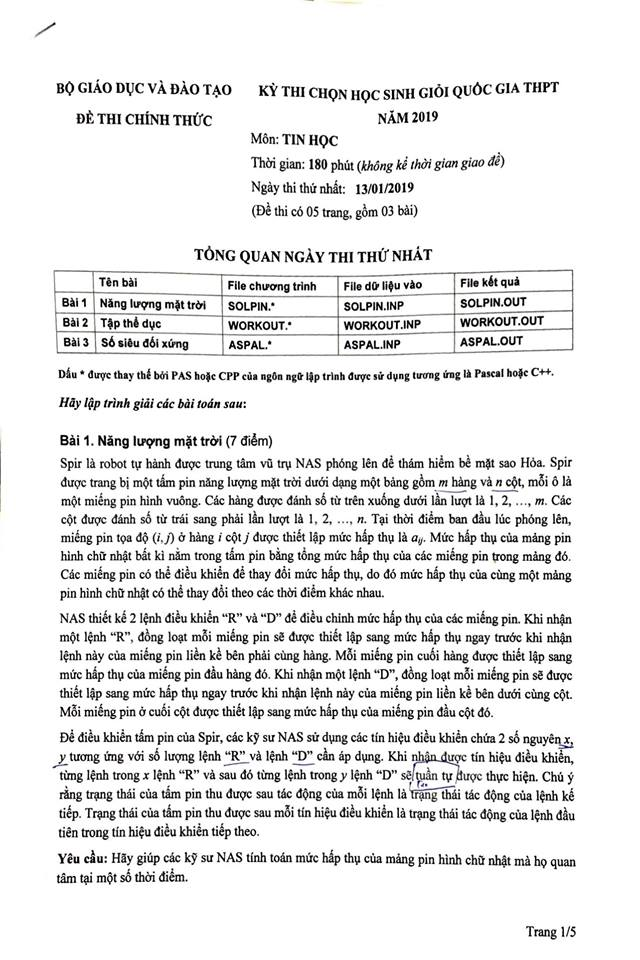 BỘ GIÁO DỤC VÀ ĐÀO TẠO
KỲ THI CHỌN HỌC SINH GIỎI QUỐC GIA THPT
ĐỀ THI CHÍNH THỨC
NĂM 2019
Môn: TIN HỌC
Thời gian: 180 phút (không kể thời gian giao đề)
Ngày thi thứ nhất: 13/01/2019
(Đề thi có 05 trang, gồm 03 bài)
TỔNG QUAN NGÀY THI THỨ NHẤT
Tên bài File chương trình File dữ liệu vào File kết quả
Bài 1 Năng lượng mặt trời SOLPIN.* SOLPIN.INP SOLPIN.OUT
Bài 2 Tập thể dục WORKOUT.* WORKOUT.INP WORKOUT.OUT
Bài 3 Số siêu đối xứng ASPAL.* ASPAL.INP ASPAL.OUT
Dấu * được thay thế bởi PAS hoặc CPP của ngôn ngữ lập trình được sử dụng tương ứng là Pascal hoặc C++.
Hãy lập trình giải các bài toán sau:
Bài 1. Năng lượng mặt trời (7 điểm)
Spir là robot tự hành được trung tâm vũ trụ NAS phóng lên để thám hiểm bề mặt sao Hỏa. Spir
được trang bị một tấm pin năng lượng mặt trời dưới dạng một bảng gồm m hàng và n cột, mỗi ô là
một miếng pin hình vuông. Các hàng được đánh số từ trên xuống dưới lần lượt là 1, 2, ..., m. Các
cột được đánh số từ trái sang phải lần lượt là 1, 2, ..., n. Tại thời điểm ban đầu lúc phóng lên,
miếng pin tọa độ (i, j) ở hàng i cột j được thiết lập mức hấp thụ là aᵢⱼ. Mức hấp thụ của mảng pin
hình chữ nhật bất kì nằm trong tấm pin bằng tổng mức hấp thụ của các miếng pin trong mảng đó.
Các miếng pin có thể điều khiển để thay đổi mức hấp thụ, do đó mức hấp thụ của cùng một mảng
pin hình chữ nhật có thể thay đổi theo các thời điểm khác nhau.
NAS thiết kế 2 lệnh điều khiển “R” và “D” để điều chỉnh mức hấp thụ của các miếng pin. Khi nhận
một lệnh “R”, đồng loạt mỗi miếng pin sẽ được thiết lập sang mức hấp thụ ngay trước khi nhận
lệnh này của miếng pin liền kề bên phải cùng hàng. Mỗi miếng pin cuối hàng được thiết lập sang
mức hấp thụ của miếng pin đầu hàng đó. Khi nhận một lệnh “D”, đồng loạt mỗi miếng pin sẽ được
thiết lập sang mức hấp thụ ngay trước khi nhận lệnh này của miếng pin liền kề bên dưới cùng cột.
Mỗi miếng pin ở cuối cột được thiết lập sang mức hấp thụ của miếng pin đầu cột đó.
Để điều khiển tấm pin của Spir, các kỹ sư NAS sử dụng các tín hiệu điều khiển chứa 2 số nguyên x,
y tương ứng với số lượng lệnh “R” và lệnh “D” cần áp dụng. Khi nhận được tín hiệu điều khiển,
từng lệnh trong x lệnh “R” và sau đó từng lệnh trong y lệnh “D” sẽ tuần tự được thực hiện. Chú ý
rằng trạng thái của tấm pin thu được sau tác động của mỗi lệnh là trạng thái tác động của lệnh kế
tiếp. Trạng thái của tấm pin thu được sau mỗi tín hiệu điều khiển là trạng thái tác động của lệnh đầu
tiên trong tín hiệu điều khiển tiếp theo.
Yêu cầu: Hãy giúp các kỹ sư NAS tính toán mức hấp thụ của mảng pin hình chữ nhật mà họ quan
tâm tại một số thời điểm.
Trang 1/5